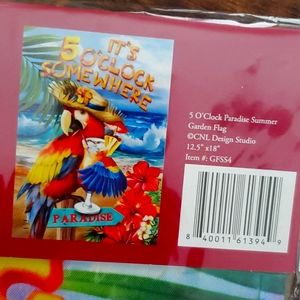 IT'S
5 O'CLOCK
SOMEWHERE
PARADISE
5 O'Clock Paradise Summer
Garden Flag
©CNL Design Studio
12.5" x18"
Item #: GFSS4
8 40011 61394 9